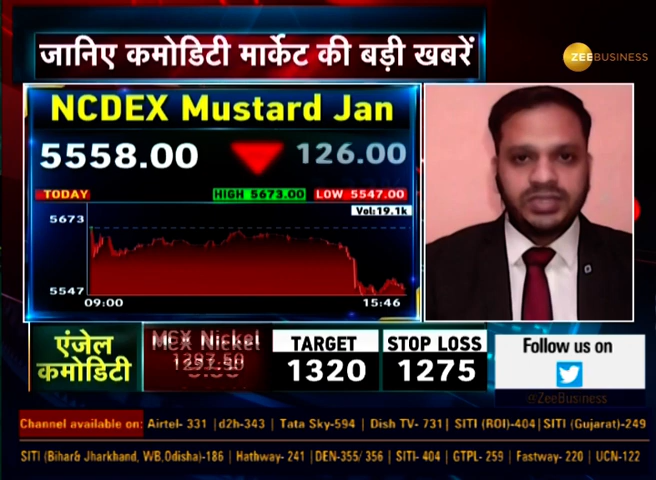 जानिए कमोडिटी मार्केट की बड़ी खबरें
ZEEBUSINESS
NCDEX Mustard Jan
5558.00 126.00
TODAY HIGH 5673.00 LOW 5547.00
Vol:19.1k
5673
5547
09:00 15:46
एंजेल कमोडिटी
MCX Nickel
TARGET
1320
STOP LOSS
1275
Follow us on
@ZeeBusiness
Channel available on: Airtel- 331 |d2h-343 | Tata Sky-594 | Dish TV- 731| SITI (ROI)-404| SITI (Gujarat)-249
SITI (Bihar& Jharkhand, WB,Odisha)-186 | Hathway- 241 |DEN-355/ 356 | SITI- 404 | GTPL- 259 | Fastway- 220 | UCN-122